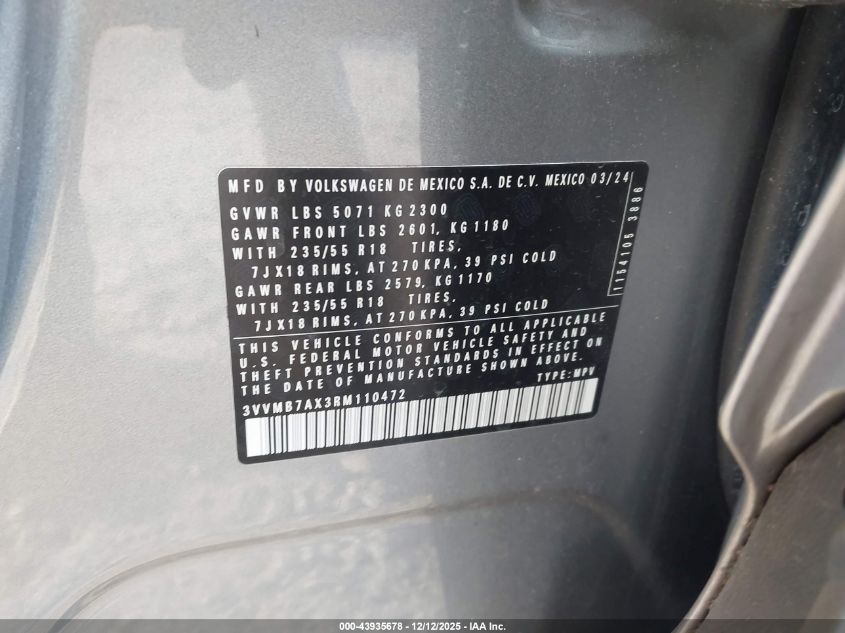 MFD BY VOLKSWAGEN DE MEXICO S.A. DE C.V. MEXICO 03/24
GVWR LBS 5071 KG 2300
GAWR FRONT LBS 2601, KG 1180
WITH 235/55 R18 TIRES,
7JX18 RIMS, AT 270 KPA, 39 PSI COLD
GAWR REAR LBS 2579, KG 1170
WITH 235/55 R18 TIRES,
7JX18 RIMS, AT 270 KPA, 39 PSI COLD
1154105 3886
THIS VEHICLE CONFORMS TO ALL APPLICABLE
U.S. FEDERAL MOTOR VEHICLE SAFETY AND
THEFT PREVENTION STANDARDS IN EFFECT ON
THE DATE OF MANUFACTURE SHOWN ABOVE.
3VVMB7AX3RM110472 TYPE: MPV
000-43935678 - 12/12/2025 - IAA Inc.